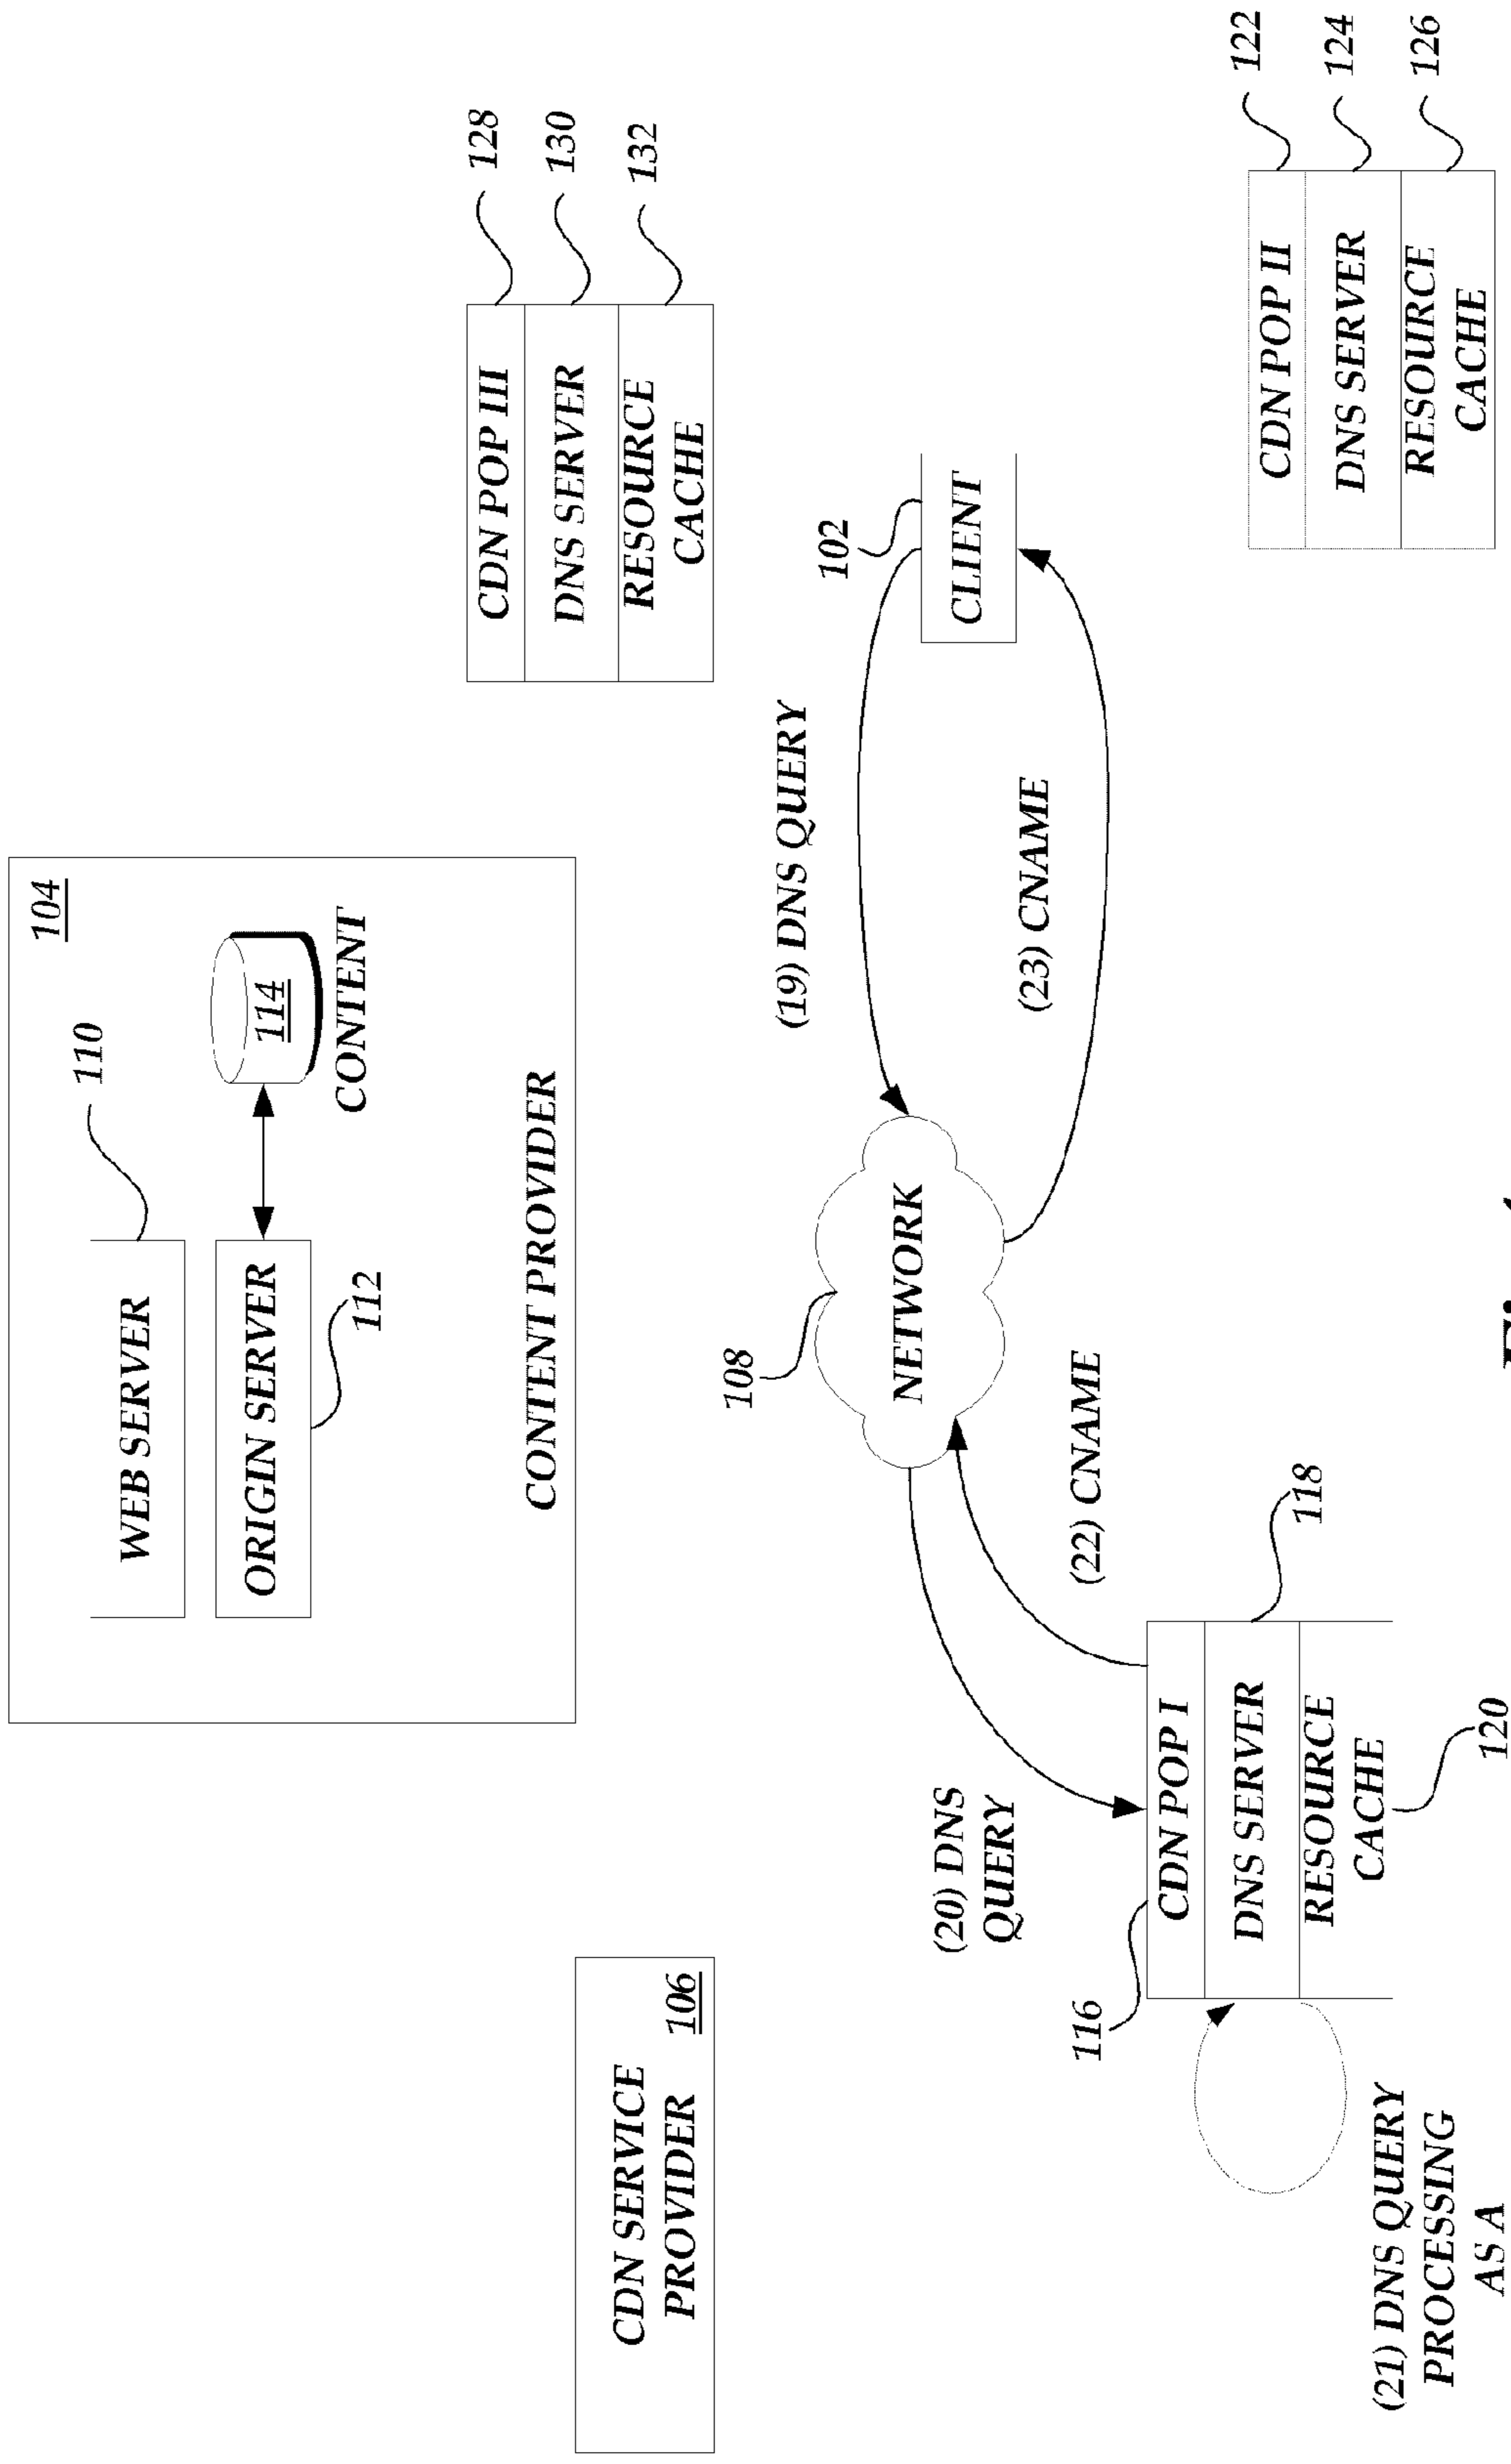 104
110
WEB SERVER
ORIGIN SERVER
112
114
CONTENT
CONTENT PROVIDER
CDN SERVICE
PROVIDER
106
CDN POP III
DNS SERVER
RESOURCE
CACHE
128
130
132
108
NETWORK
(19) DNS QUERY
102
CLIENT
(23) CNAME
(20) DNS
QUERY
(22) CNAME
116
CDN POP I
DNS SERVER
RESOURCE
CACHE
118
120
(21) DNS QUERY
PROCESSING
AS A
CDN POP II
DNS SERVER
RESOURCE
CACHE
122
124
126